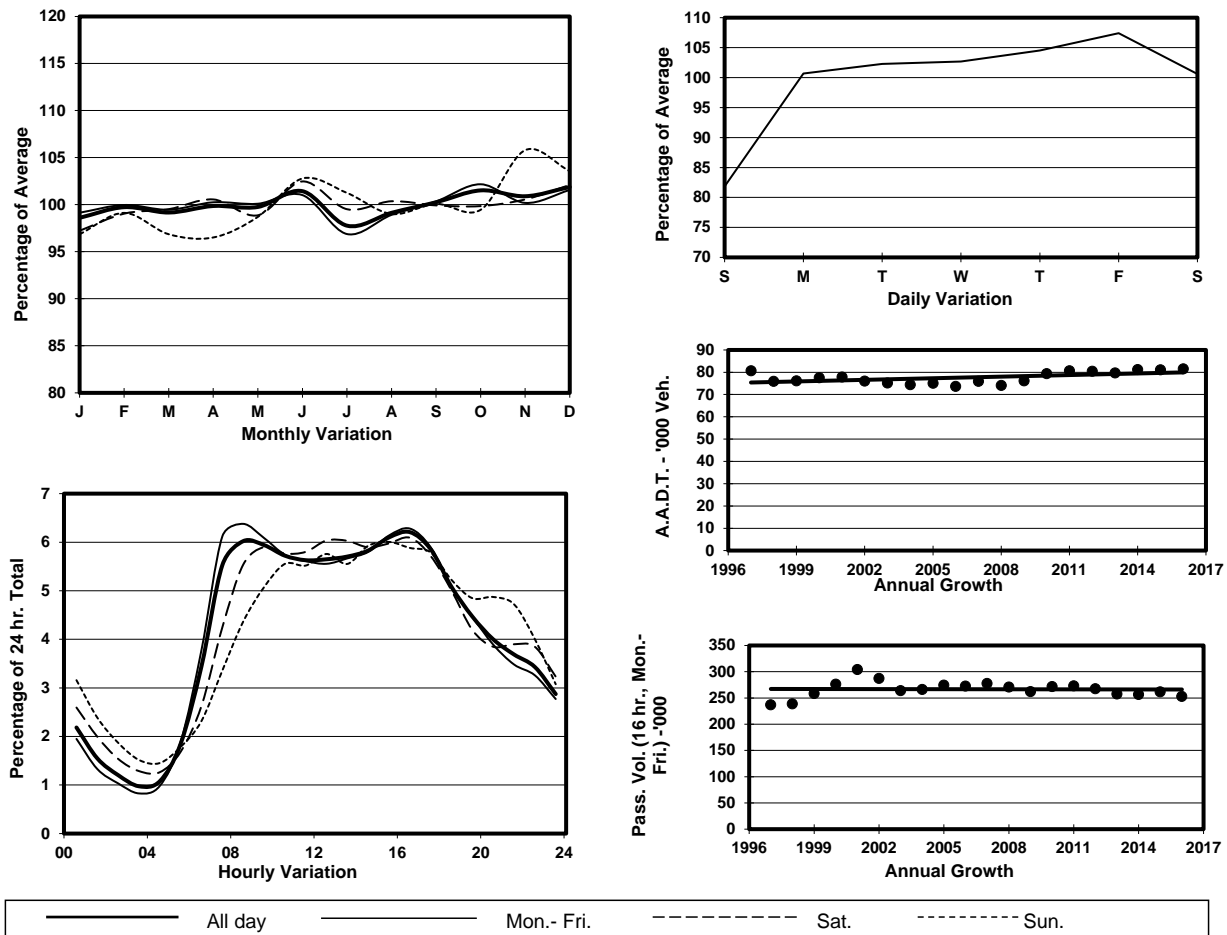 120
115
110
105
100
95
90
85
80
Percentage of Average
J F M A M J J A S O N D
Monthly Variation
110
105
100
95
90
85
80
75
70
Percentage of Average
S M T W T F S
Daily Variation
90
80
70
60
50
40
30
20
10
0
A.A.D.T. - '000 Veh.
1996 1999 2002 2005 2008 2011 2014 2017
Annual Growth
7
6
5
4
3
2
1
0
Percentage of 24 hr. Total
00 04 08 12 16 20 24
Hourly Variation
350
300
250
200
150
100
50
0
Pass. Vol. (16 hr., Mon.-
Fri.) -'000
1996 1999 2002 2005 2008 2011 2014 2017
Annual Growth
All day Mon.- Fri. Sat. Sun.